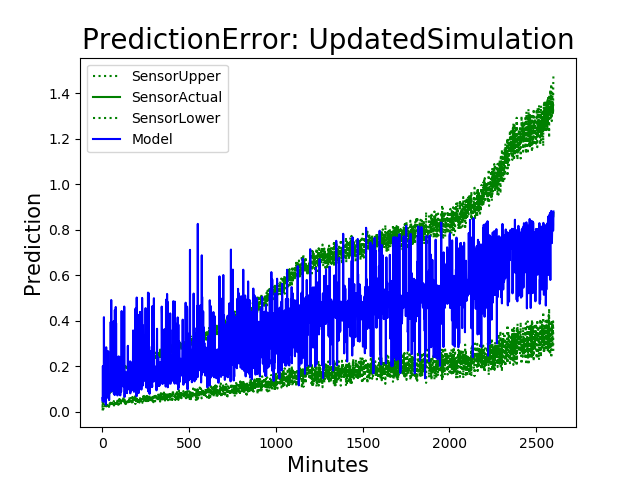 PredictionError: UpdatedSimulation
SensorUpper
SensorActual
SensorLower
Model
Prediction
1.4
1.2
1.0
0.8
0.6
0.4
0.2
0.0
0 500 1000 1500 2000 2500
Minutes